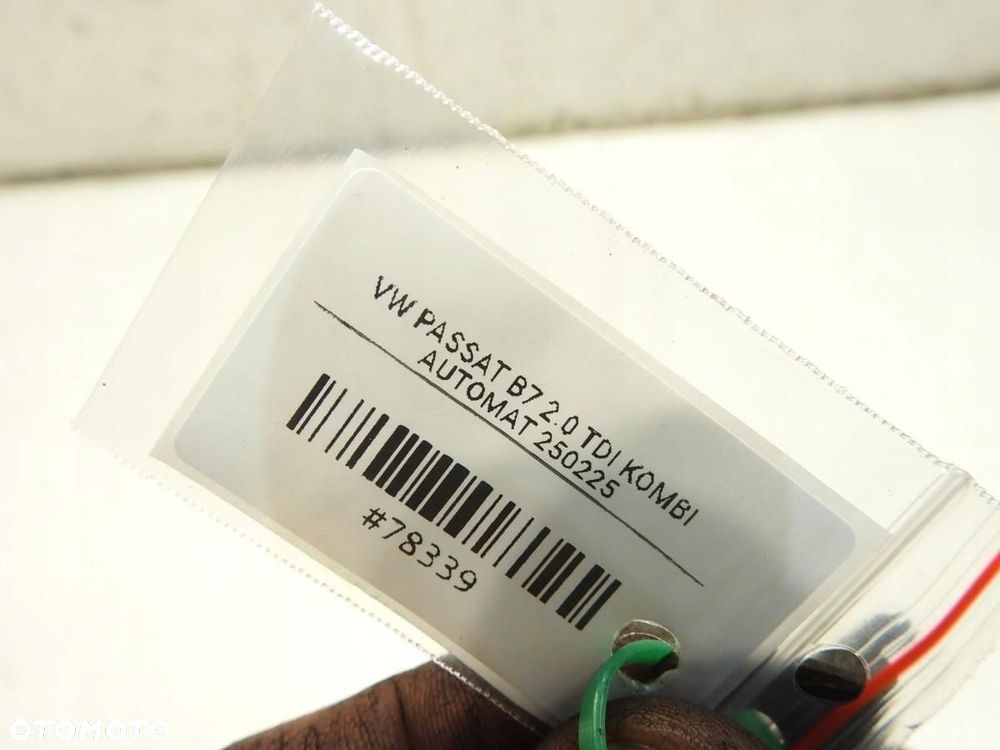 VW PASSAT B7 2.0 TDI KOMBI
AUTOMAT 250225
#78339
OTOMOTO